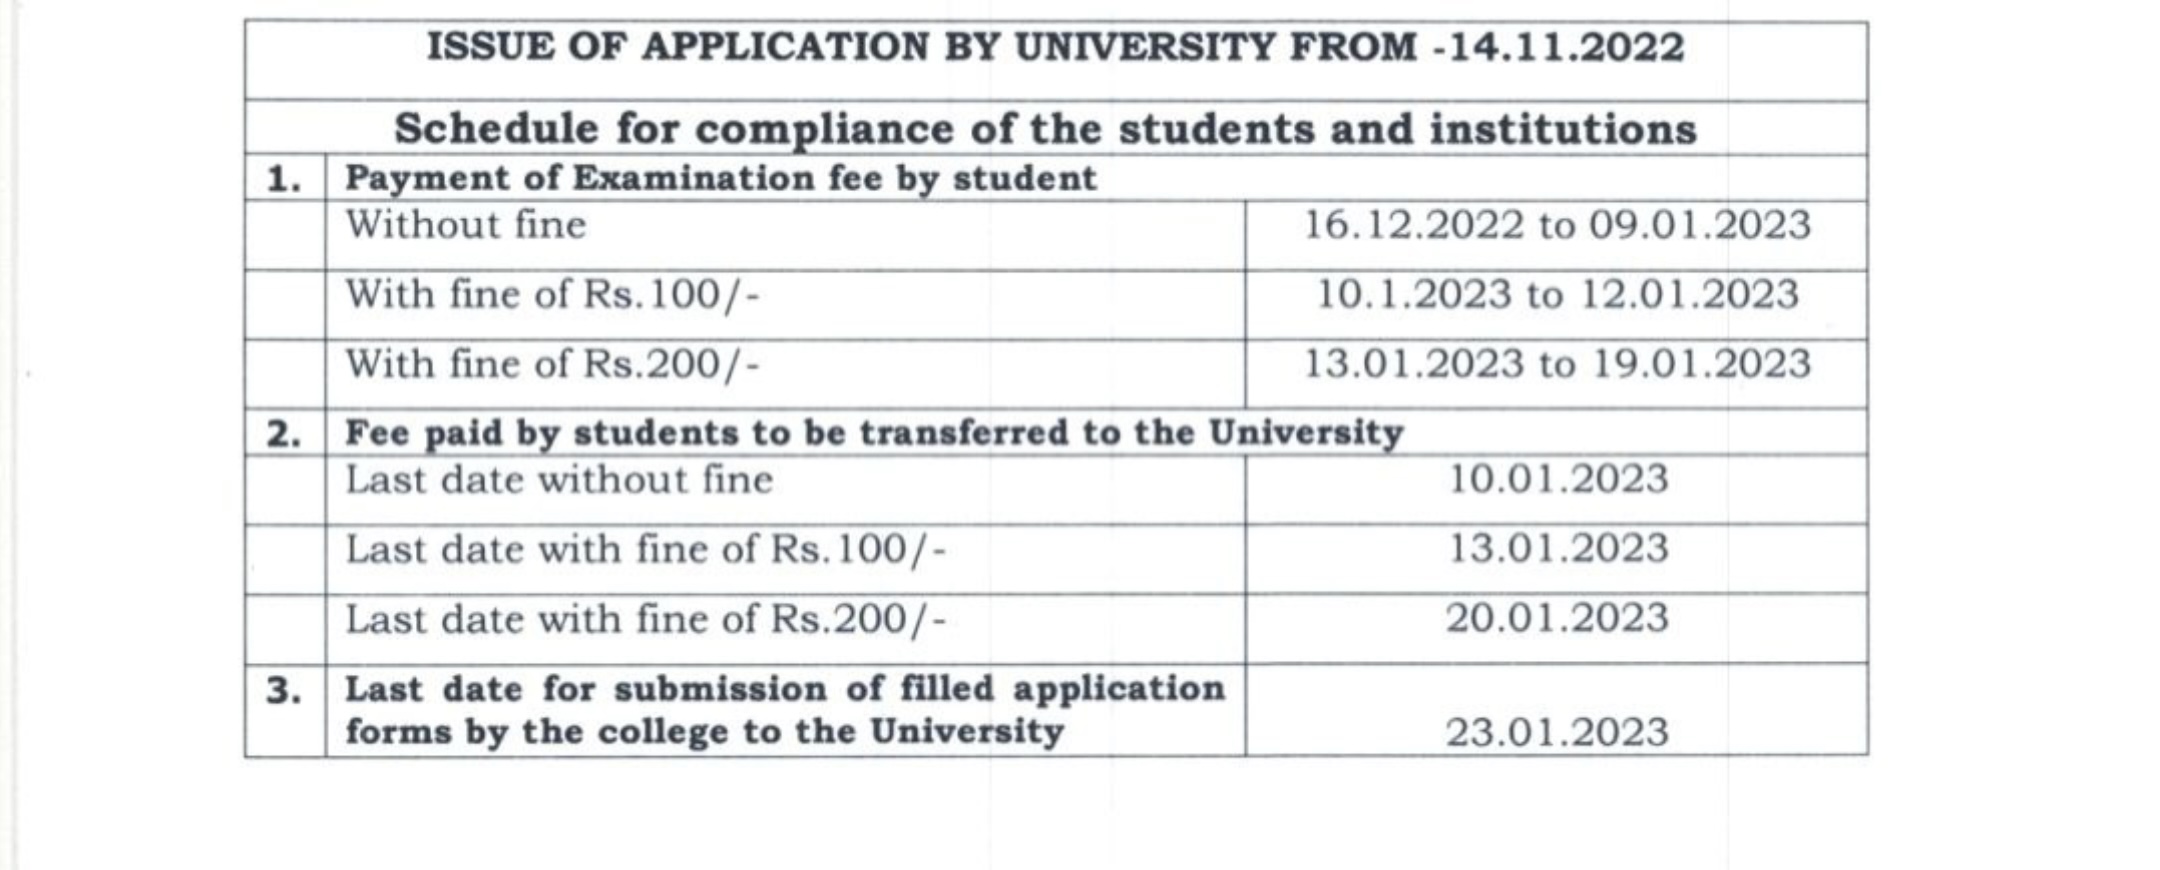 ISSUE OF APPLICATION BY UNIVERSITY FROM -14.11.2022
Schedule for compliance of the students and institutions
1. Payment of Examination fee by student
Without fine 16.12.2022 to 09.01.2023
With fine of Rs.100/- 10.1.2023 to 12.01.2023
With fine of Rs.200/- 13.01.2023 to 19.01.2023
2. Fee paid by students to be transferred to the University
Last date without fine 10.01.2023
Last date with fine of Rs.100/- 13.01.2023
Last date with fine of Rs.200/- 20.01.2023
3. Last date for submission of filled application
forms by the college to the University 23.01.2023